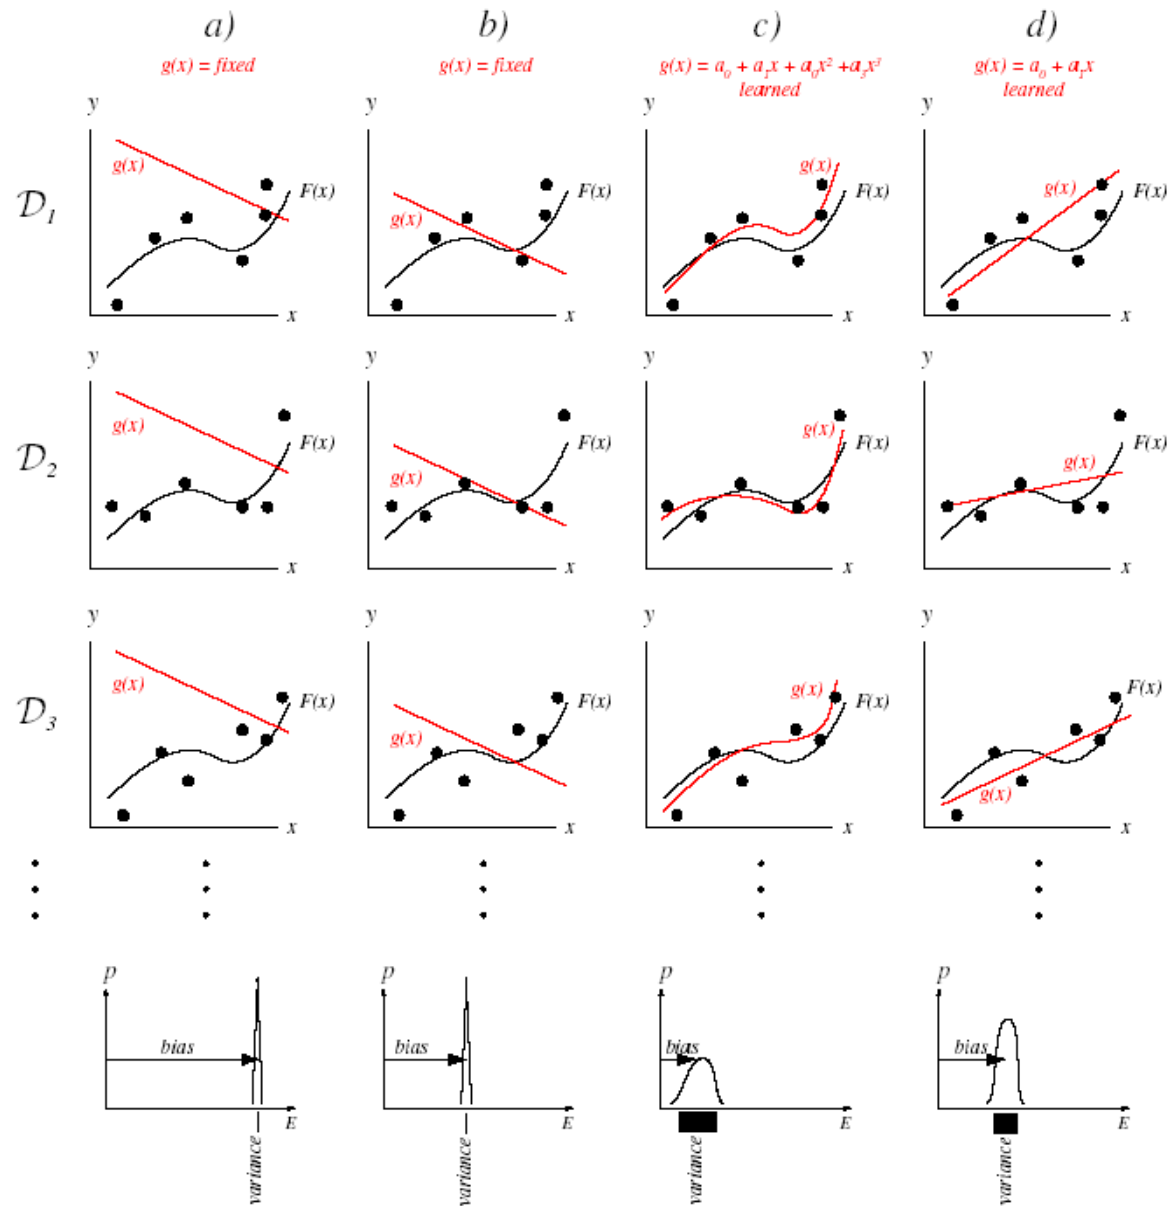 a) b) c) d)
g(x) = fixed g(x) = fixed g(x) = a₀ + a₁x + a₀x² +a₃x³ g(x) = a₀ + a₁x
learned learned
y y y y
D₁ g(x) F(x) g(x) F(x) g(x) F(x) g(x) F(x)
x x x x
y y y y
D₂ g(x) F(x) g(x) F(x) g(x) F(x) g(x) F(x)
x x x x
y y y y
D₃ g(x) F(x) g(x) F(x) g(x) F(x) g(x) F(x)
x x x x
p p p p
bias bias bias bias
E E E E
variance variance variance variance